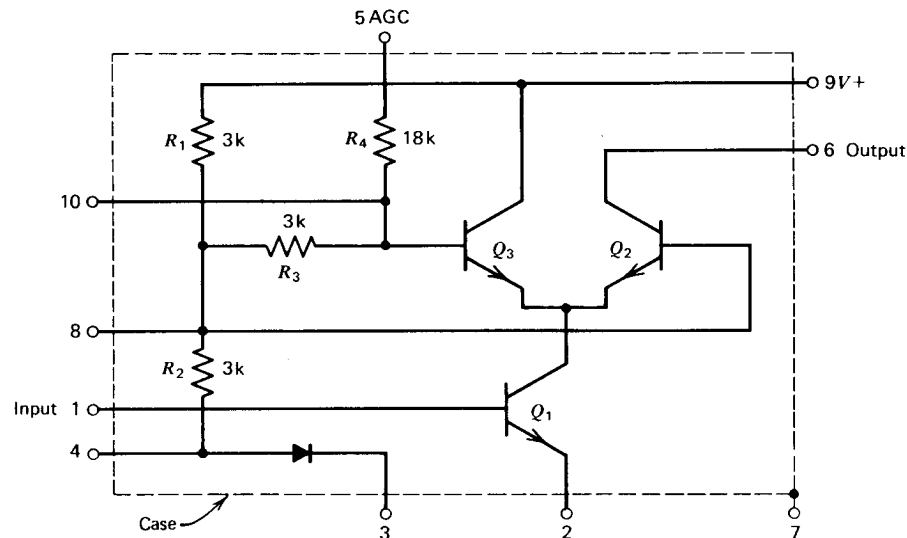 5 AGC
9V+
R1 3k
R4 18k
6 Output
10
3k
Q3 Q2
R3
8
R2 3k
Input 1
Q1
4
Case
3 2 7